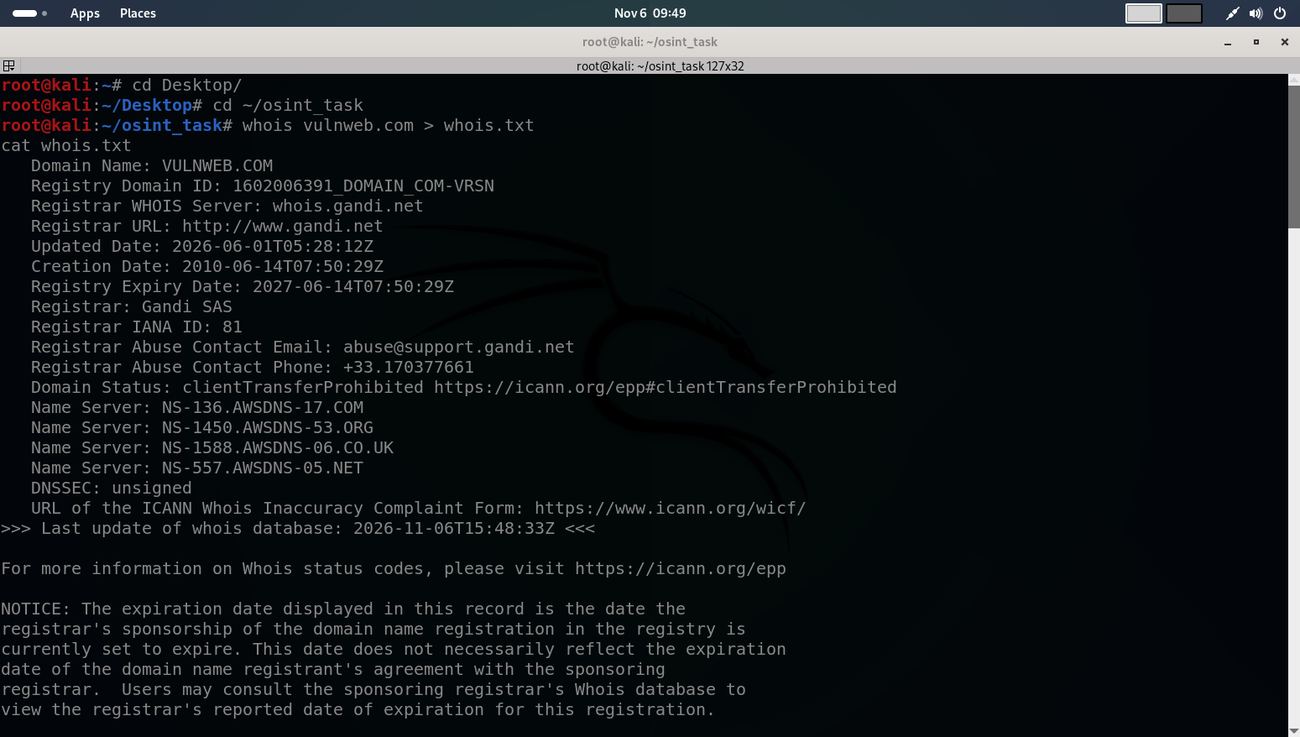 Apps Places Nov 6 09:49
root@kali: ~/osint_task
root@kali: ~/osint_task 127x32
root@kali:~# cd Desktop/
root@kali:~/Desktop# cd ~/osint_task
root@kali:~/osint_task# whois vulnweb.com > whois.txt
cat whois.txt
   Domain Name: VULNWEB.COM
   Registry Domain ID: 1602006391_DOMAIN_COM-VRSN
   Registrar WHOIS Server: whois.gandi.net
   Registrar URL: http://www.gandi.net
   Updated Date: 2026-06-01T05:28:12Z
   Creation Date: 2010-06-14T07:50:29Z
   Registry Expiry Date: 2027-06-14T07:50:29Z
   Registrar: Gandi SAS
   Registrar IANA ID: 81
   Registrar Abuse Contact Email: abuse@support.gandi.net
   Registrar Abuse Contact Phone: +33.170377661
   Domain Status: clientTransferProhibited https://icann.org/epp#clientTransferProhibited
   Name Server: NS-136.AWSDNS-17.COM
   Name Server: NS-1450.AWSDNS-53.ORG
   Name Server: NS-1588.AWSDNS-06.CO.UK
   Name Server: NS-557.AWSDNS-05.NET
   DNSSEC: unsigned
   URL of the ICANN Whois Inaccuracy Complaint Form: https://www.icann.org/wicf/
>>> Last update of whois database: 2026-11-06T15:48:33Z <<<

For more information on Whois status codes, please visit https://icann.org/epp

NOTICE: The expiration date displayed in this record is the date the
registrar's sponsorship of the domain name registration in the registry is
currently set to expire. This date does not necessarily reflect the expiration
date of the domain name registrant's agreement with the sponsoring
registrar.  Users may consult the sponsoring registrar's Whois database to
view the registrar's reported date of expiration for this registration.